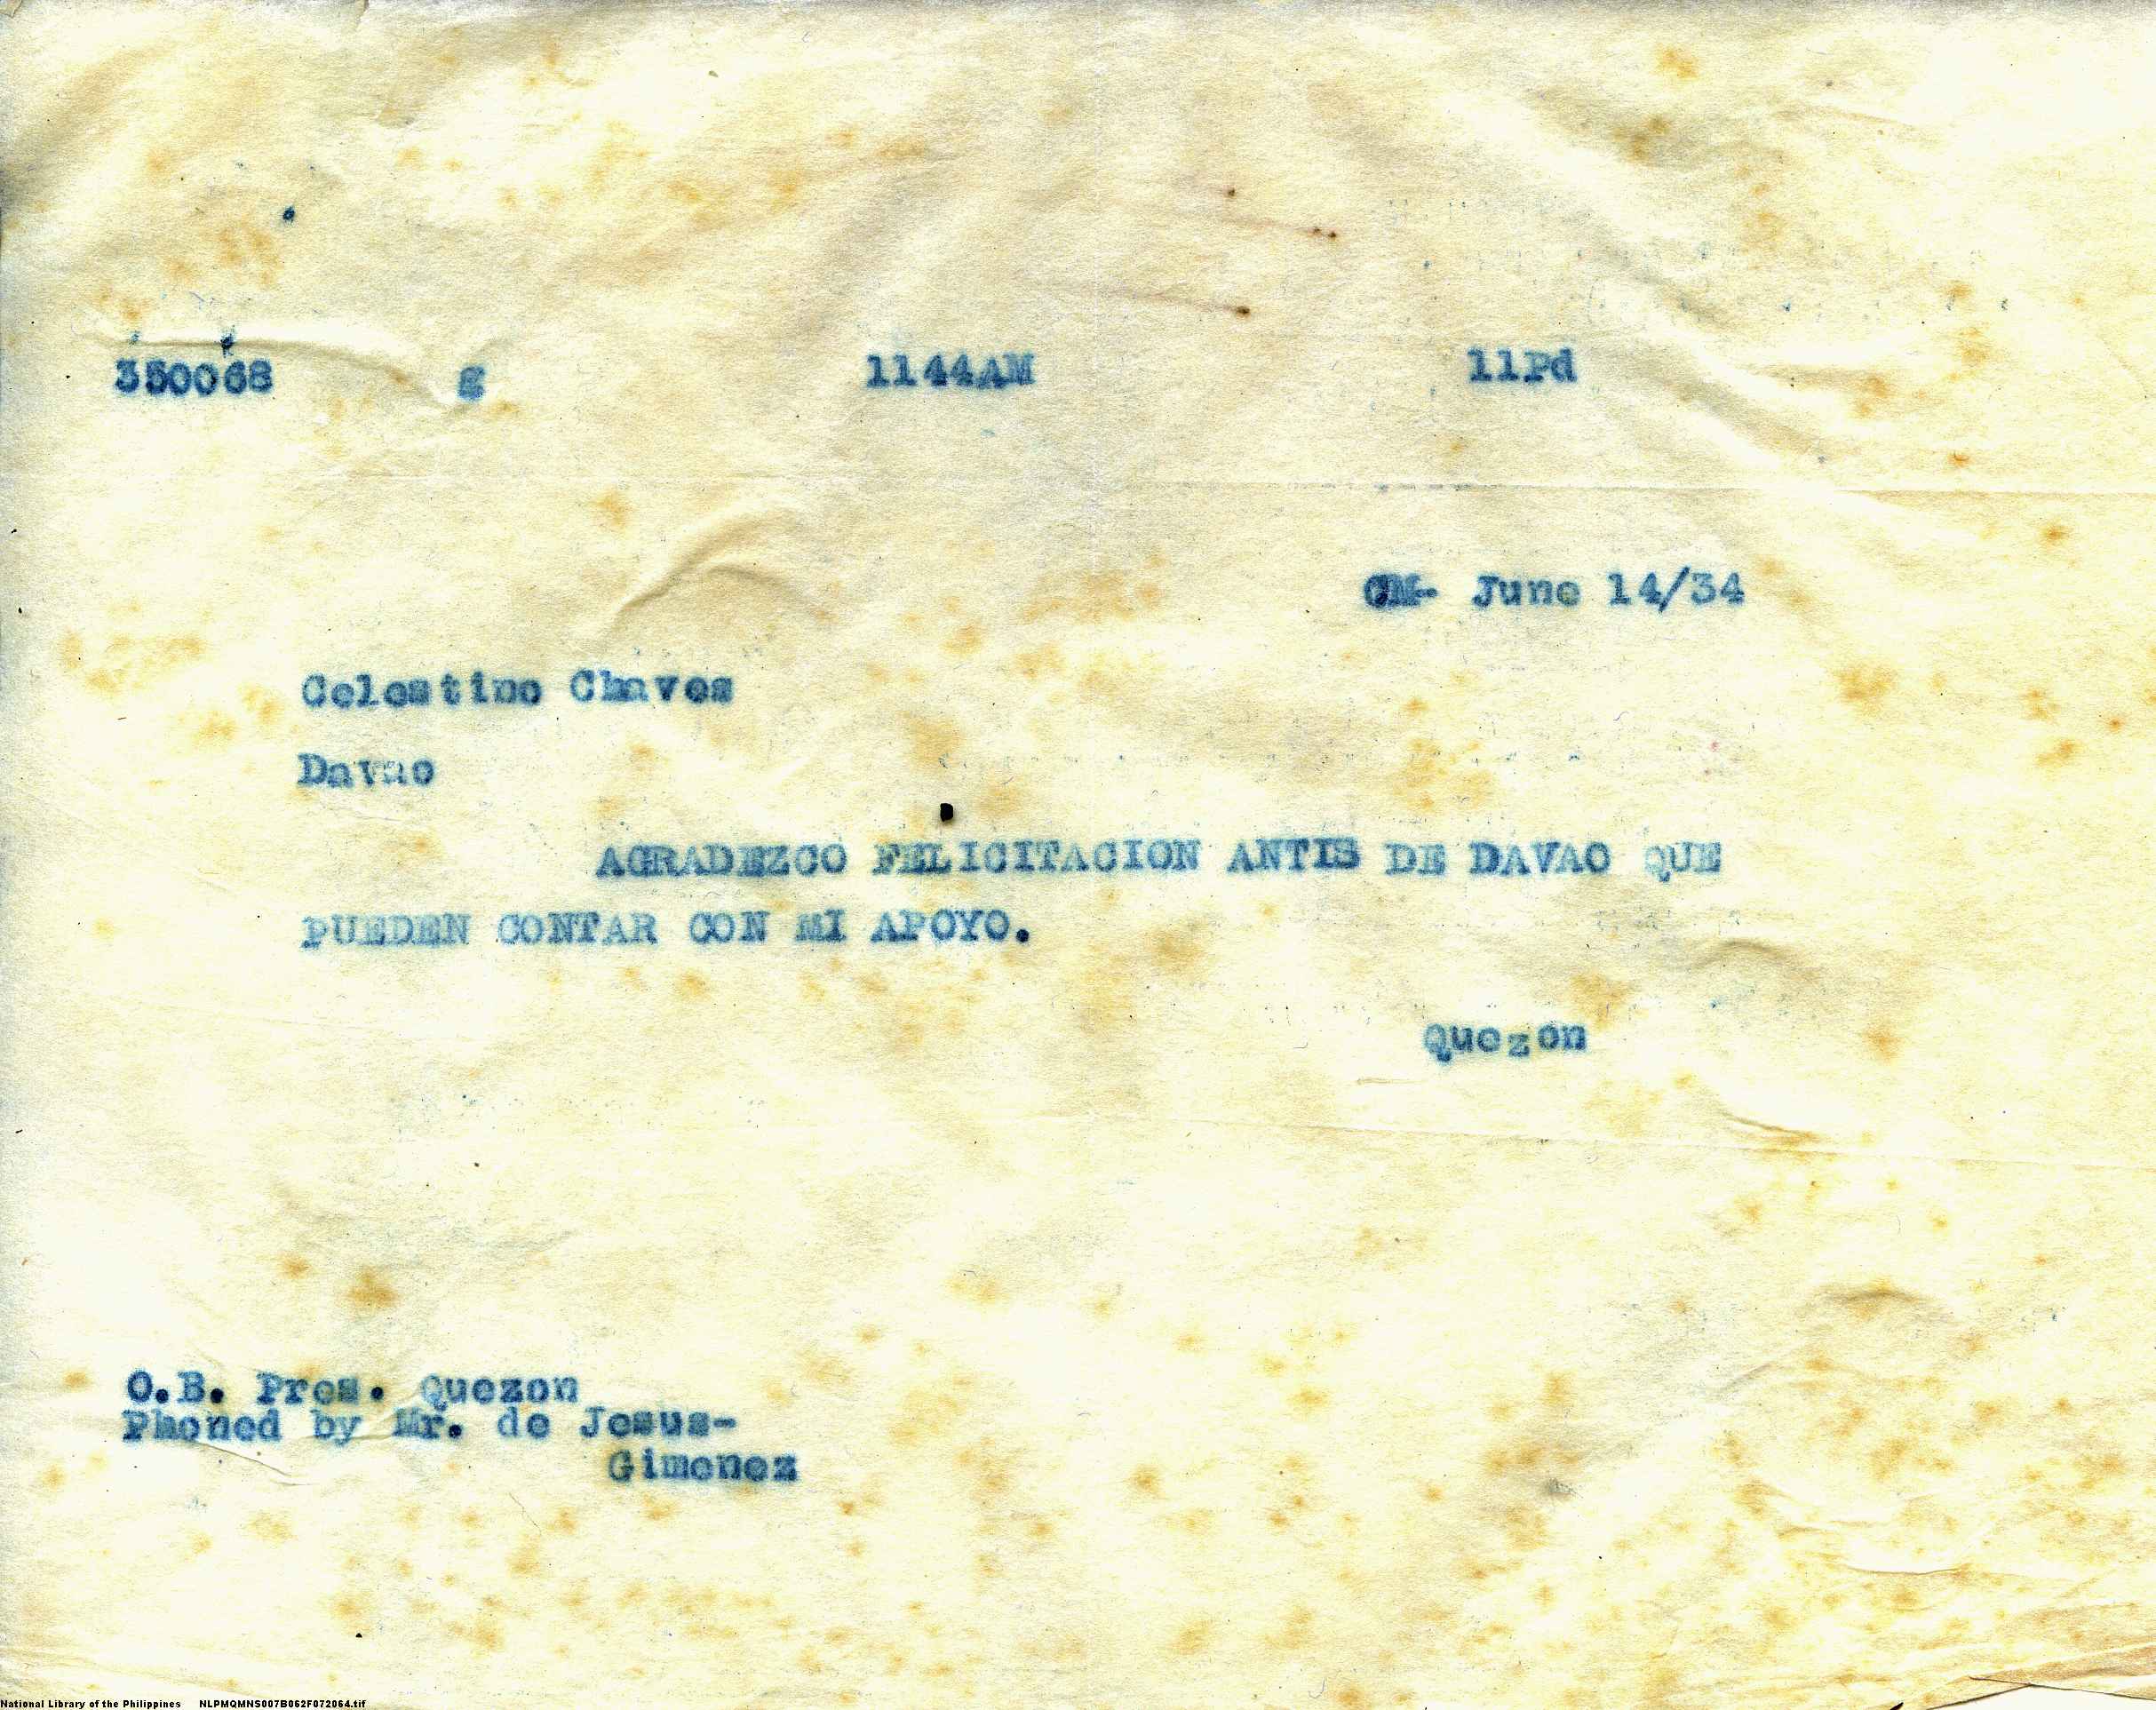 350068 g 1144AM 11Pd
CM- June 14/34
Celestino Chaves
Davao
AGRADEZCO FELICITACION ANTIS DE DAVAO QUE
PUEDEN CONTAR CON MI APOYO.
Quezon
O.B. Pres. Quezon
Phoned by Mr. de Jesus-
Gimenez
National Library of the Philippines NLPMQMNS007B062F072064.tif